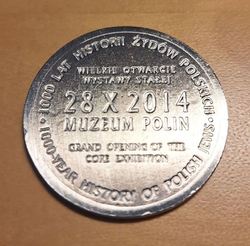 1000 LAT HISTORII ŻYDÓW POLSKICH
WIELKIE OTWARCIE
WYSTAWY STAŁEJ
28 X 2014
MUZEUM POLIN
GRAND OPENING OF THE
CORE EXHIBITION
1000-YEAR HISTORY OF POLISH JEWS